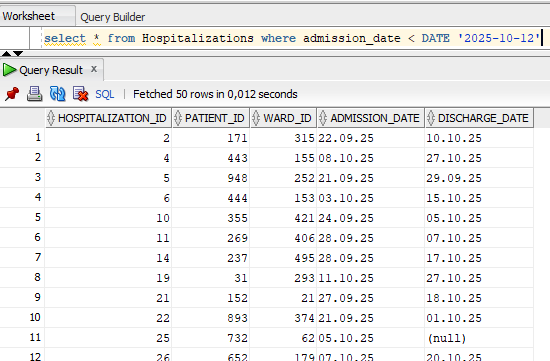 Worksheet Query Builder
select * from Hospitalizations where admission_date < DATE '2025-10-12'
Query Result x
SQL | Fetched 50 rows in 0,012 seconds
HOSPITALIZATION_ID PATIENT_ID WARD_ID ADMISSION_DATE DISCHARGE_DATE
1 2 171 315 22.09.25 10.10.25
2 4 443 155 08.10.25 27.10.25
3 5 948 252 21.09.25 29.09.25
4 6 444 153 03.10.25 15.10.25
5 10 355 421 24.09.25 05.10.25
6 11 269 406 28.09.25 07.10.25
7 14 237 495 28.09.25 17.10.25
8 19 31 293 11.10.25 27.10.25
9 21 152 21 27.09.25 18.10.25
10 22 893 374 21.09.25 01.10.25
11 25 732 62 05.10.25 (null)
12 26 652 179 07.10.25 20.10.25